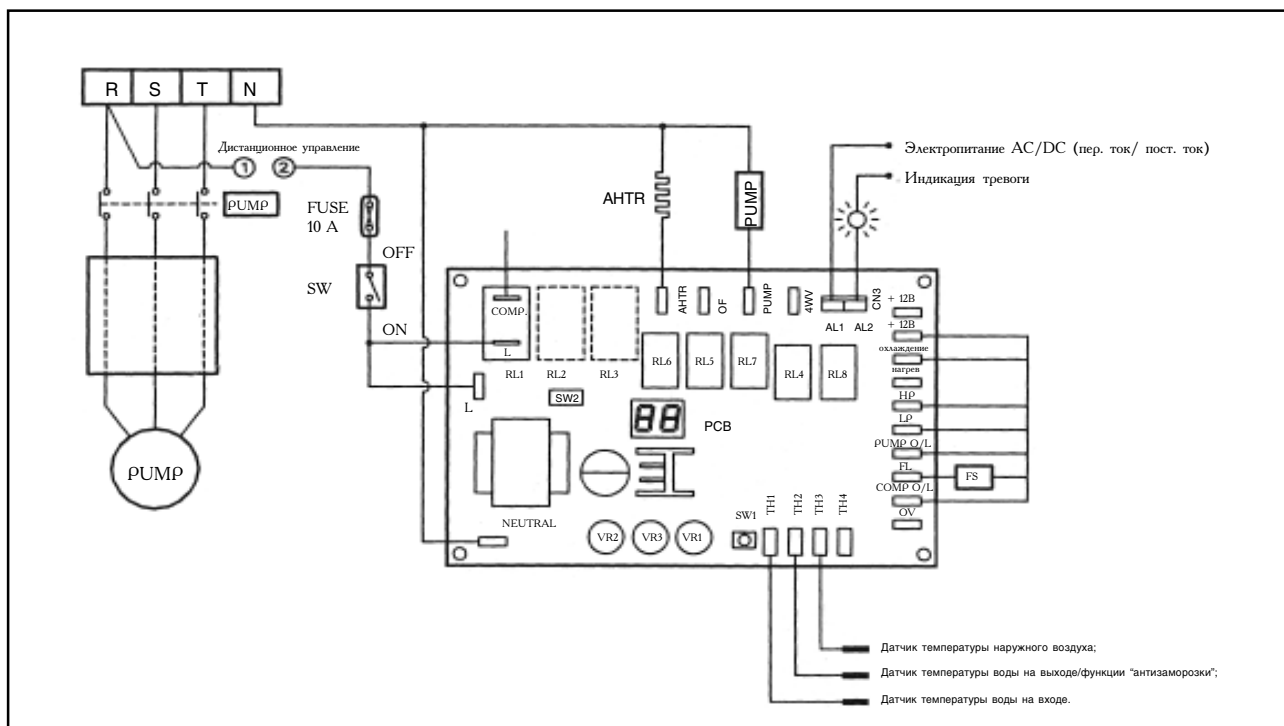 R S T N
Дистанционное управление
1 2
PUMP
FUSE
10 A
OFF
SW
ON
PUMP
AHTR
PUMP
Электропитание AC/DC (пер. ток/ пост. ток)
Индикация тревоги
COMP.
L
AHTR
OF
PUMP
4WV
AL1 AL2
CN3
RL1 RL2 RL3 RL6 RL5 RL7 RL4 RL8
L
SW2
88
PCB
+ 12В
+ 12В
охлаждение
нагрев
HP
LP
PUMP O/L
FL
COMP O/L
OV
FS
NEUTRAL
VR2 VR3 VR1
SW1
TH1
TH2
TH3
TH4
Датчик температуры наружного воздуха;
Датчик температуры воды на выходе/функции “антизаморозки”;
Датчик температуры воды на входе.